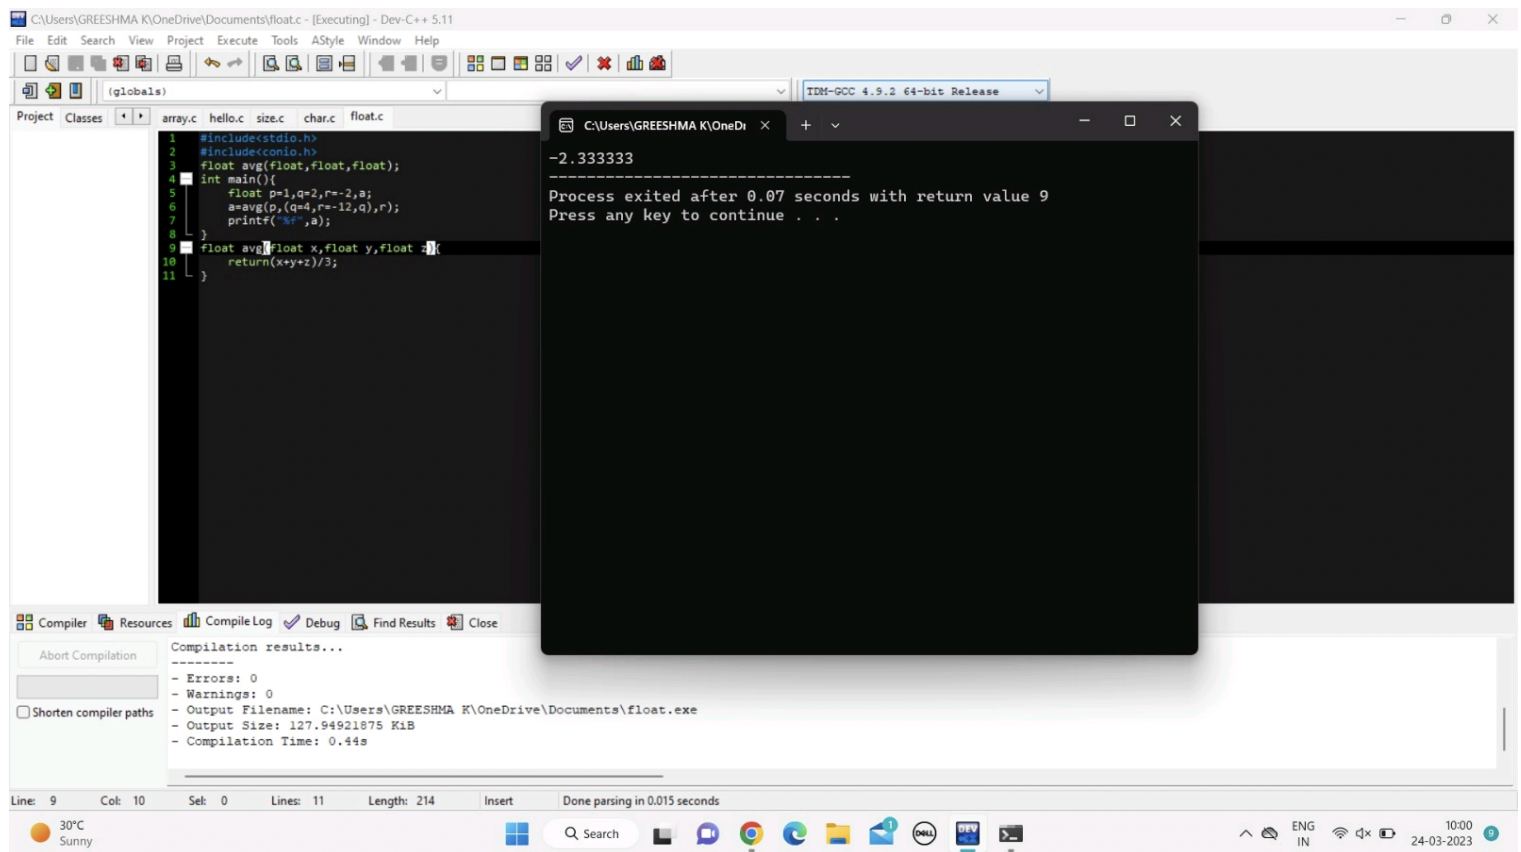 C:\Users\GREESHMA K\OneDrive\Documents\float.c - [Executing] - Dev-C++ 5.11
File Edit Search View Project Execute Tools AStyle Window Help
(globals)
TDM-GCC 4.9.2 64-bit Release
Project Classes
array.c hello.c size.c char.c float.c
1 #include<stdio.h>
2 #include<conio.h>
3 float avg(float,float,float);
4 int main(){
5 float p=1,q=2,r=-2,a;
6 a=avg(p,(q=4,r=-12,q),r);
7 printf("%f",a);
8 }
9 float avg(float x,float y,float z){
10 return(x+y+z)/3;
11 }
C:\Users\GREESHMA K\OneDr
-2.333333
--------------------------------
Process exited after 0.07 seconds with return value 9
Press any key to continue . . .
Compiler Resources Compile Log Debug Find Results Close
Abort Compilation
Shorten compiler paths
Compilation results...
--------
- Errors: 0
- Warnings: 0
- Output Filename: C:\Users\GREESHMA K\OneDrive\Documents\float.exe
- Output Size: 127.94921875 KiB
- Compilation Time: 0.44s
Line: 9 Col: 10 Sel: 0 Lines: 11 Length: 214 Insert Done parsing in 0.015 seconds
30°C
Sunny
Search
1
DELL
DEV
ENG
IN
10:00
24-03-2023
9